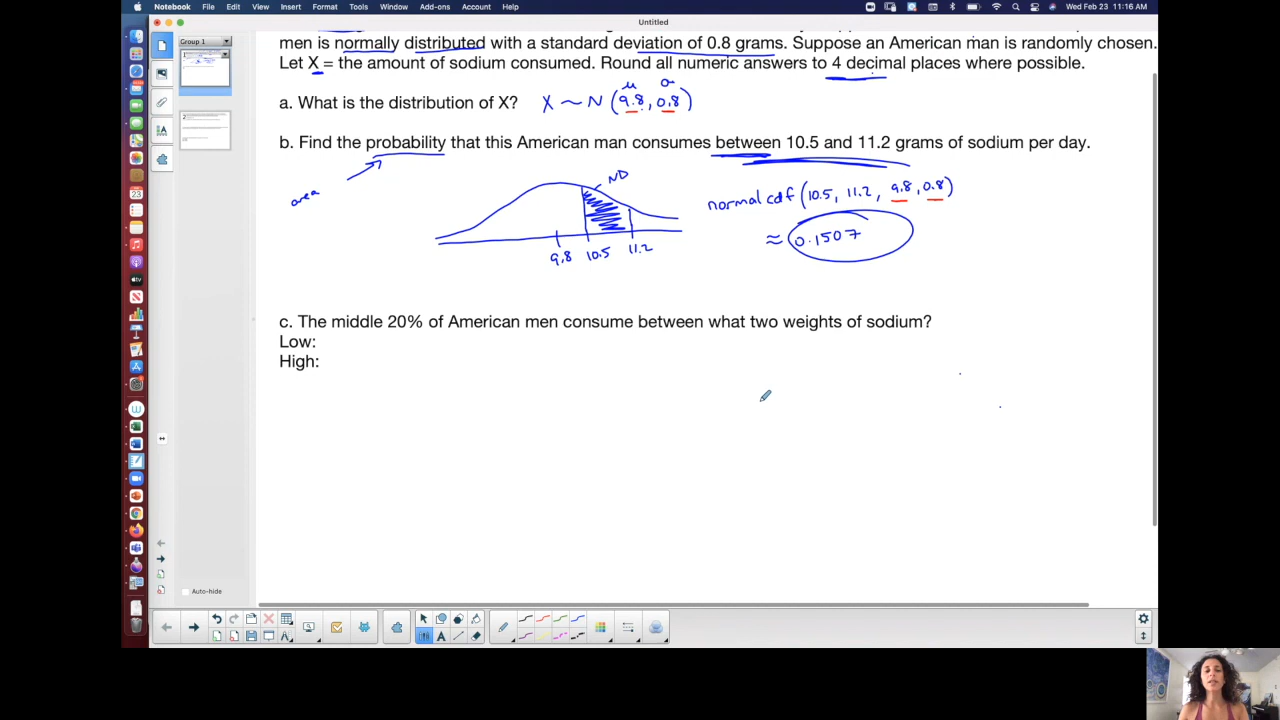 Notebook File Edit View Insert Format Tools Window Add-ons Account Help Wed Feb 23 11:16 AM
Untitled
Group 1
men is normally distributed with a standard deviation of 0.8 grams. Suppose an American man is randomly chosen.
Let X = the amount of sodium consumed. Round all numeric answers to 4 decimal places where possible.
μ σ
a. What is the distribution of X? X ~ N (9.8, 0.8)
b. Find the probability that this American man consumes between 10.5 and 11.2 grams of sodium per day.
area
ND
normalcdf (10.5, 11.2, 9.8, 0.8)
≈ 0.1507
9.8 10.5 11.2
c. The middle 20% of American men consume between what two weights of sodium?
Low:
High:
Auto-hide